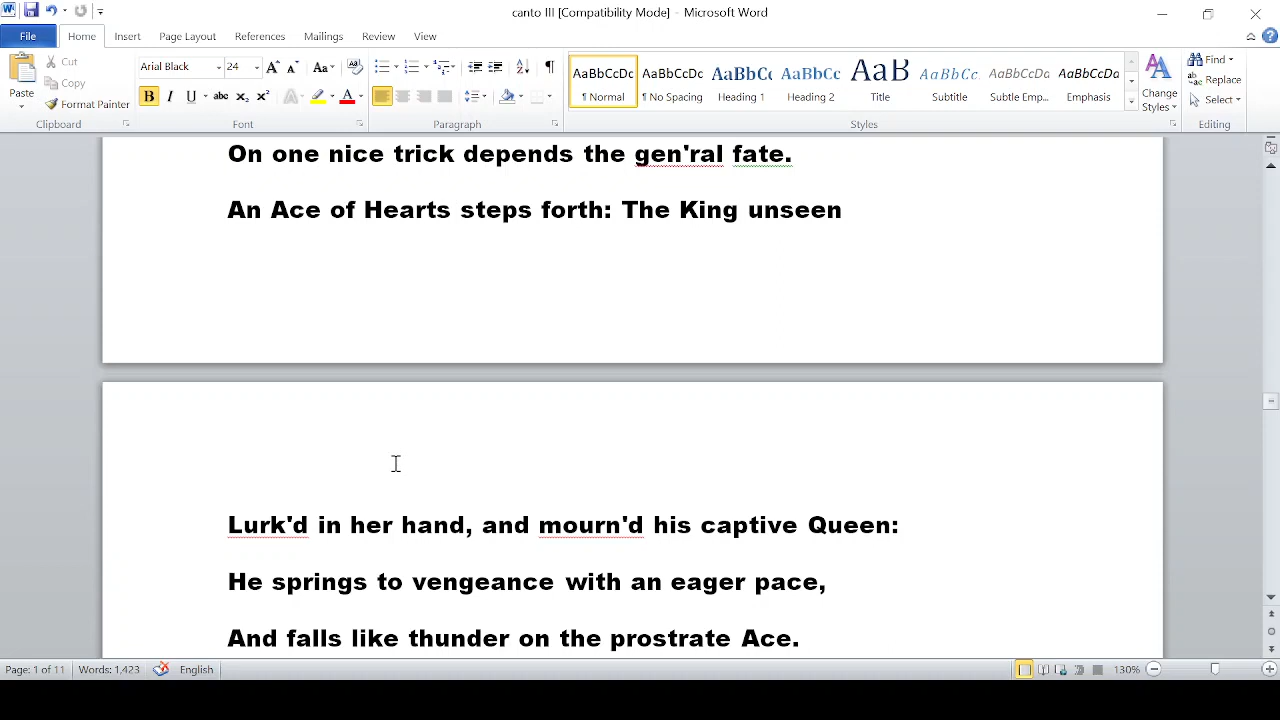 canto III [Compatibility Mode] - Microsoft Word
File Home Insert Page Layout References Mailings Review View
Paste Cut Copy Format Painter
Arial Black 24
AaBbCcDc AaBbCcDc AaBbCc AaBbCc AaB AaBbCc. AaBbCcDa AaBbCcDa
¶ Normal ¶ No Spacing Heading 1 Heading 2 Title Subtitle Subtle Emp... Emphasis
Change Styles
Find Replace Select
Clipboard Font Paragraph Styles Editing
On one nice trick depends the gen'ral fate.
An Ace of Hearts steps forth: The King unseen
Lurk'd in her hand, and mourn'd his captive Queen:
He springs to vengeance with an eager pace,
And falls like thunder on the prostrate Ace.
Page: 1 of 11 Words: 1,423 English 130%